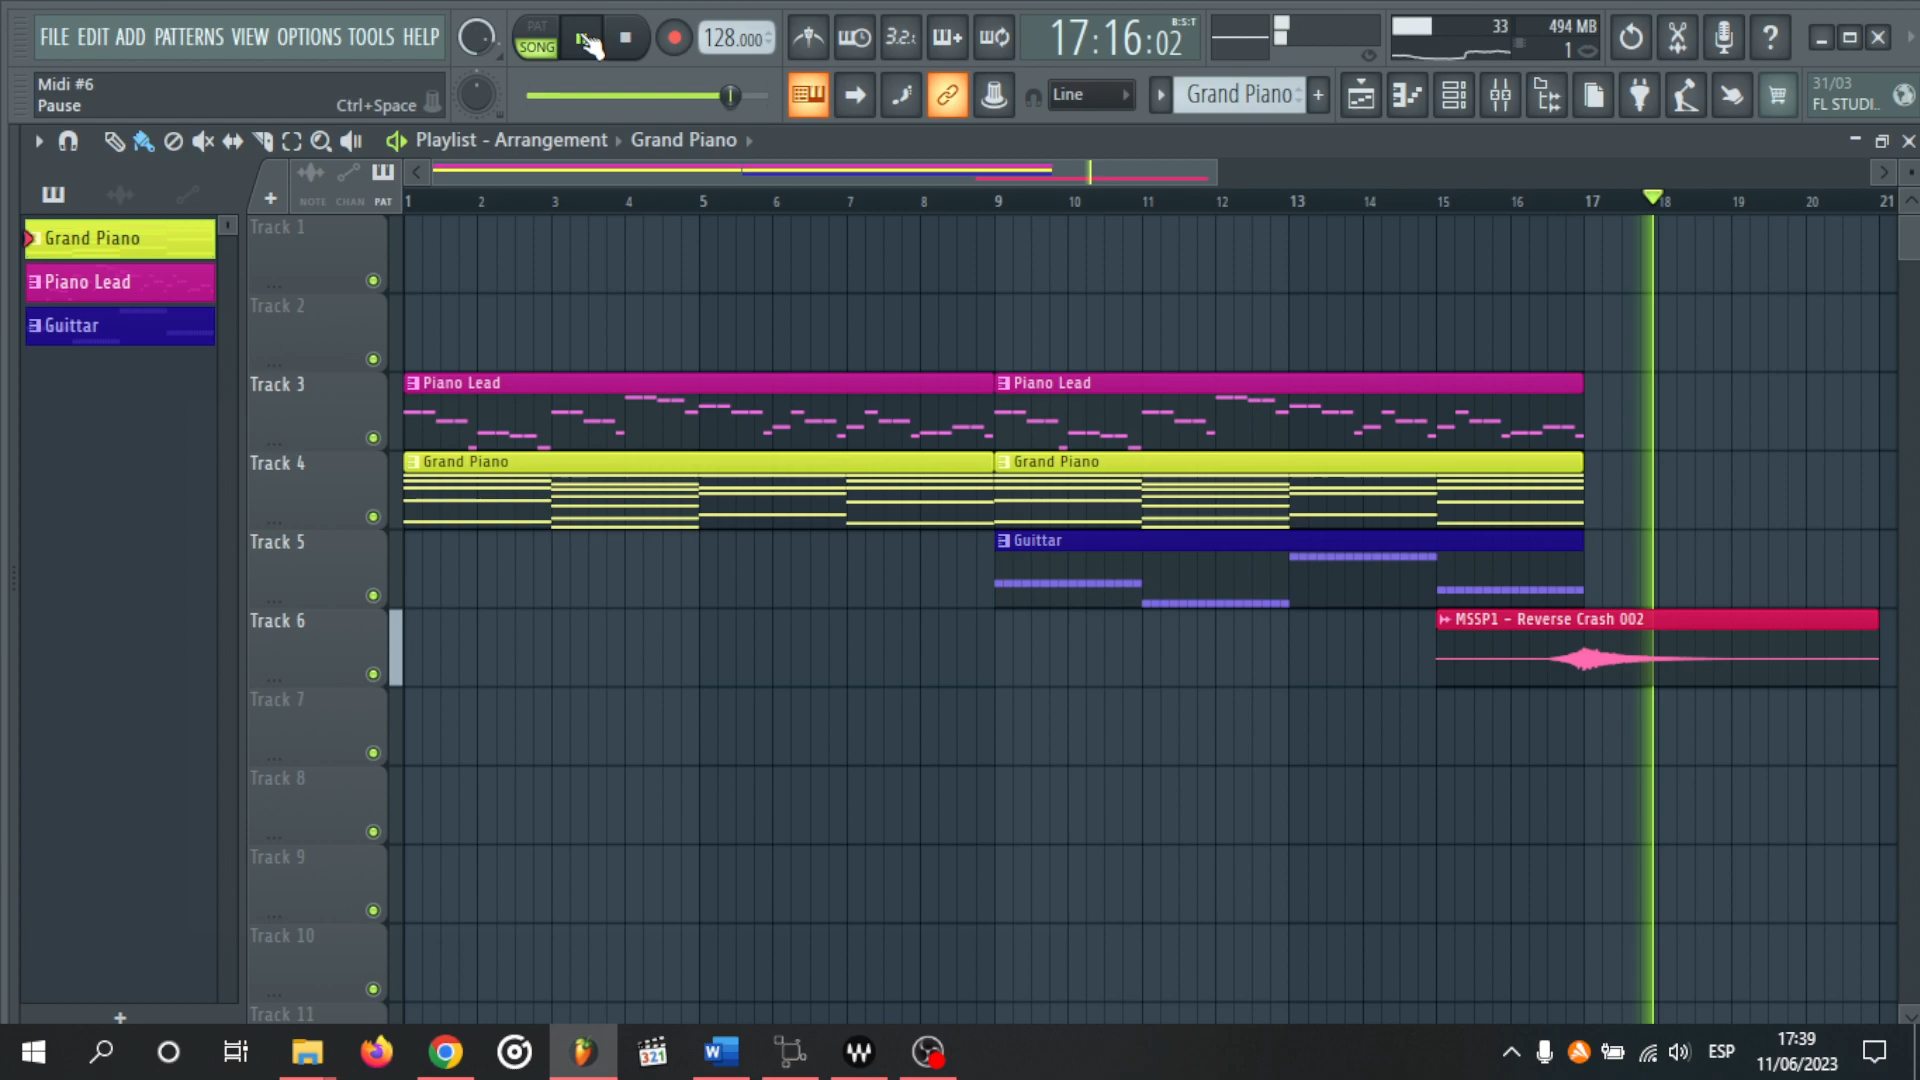 FILE EDIT ADD PATTERNS VIEW OPTIONS TOOLS HELP
PAT
SONG
128.000
3.2.
17:16:02
B:S:T
33
494 MB
1
?
Midi #6
Pause
Ctrl+Space
Line
Grand Piano
31/03
FL STUDI..
Playlist - Arrangement
Grand Piano
NOTE CHAN PAT
1 2 3 4 5 6 7 8 9 10 11 12 13 14 15 16 17 18 19 20 21
Grand Piano
Piano Lead
Guittar
Track 1
Track 2
Track 3
Piano Lead
Piano Lead
Track 4
Grand Piano
Grand Piano
Track 5
Guittar
Track 6
MSSP1 - Reverse Crash 002
Track 7
Track 8
Track 9
Track 10
Track 11
321
W
ESP
17:39
11/06/2023